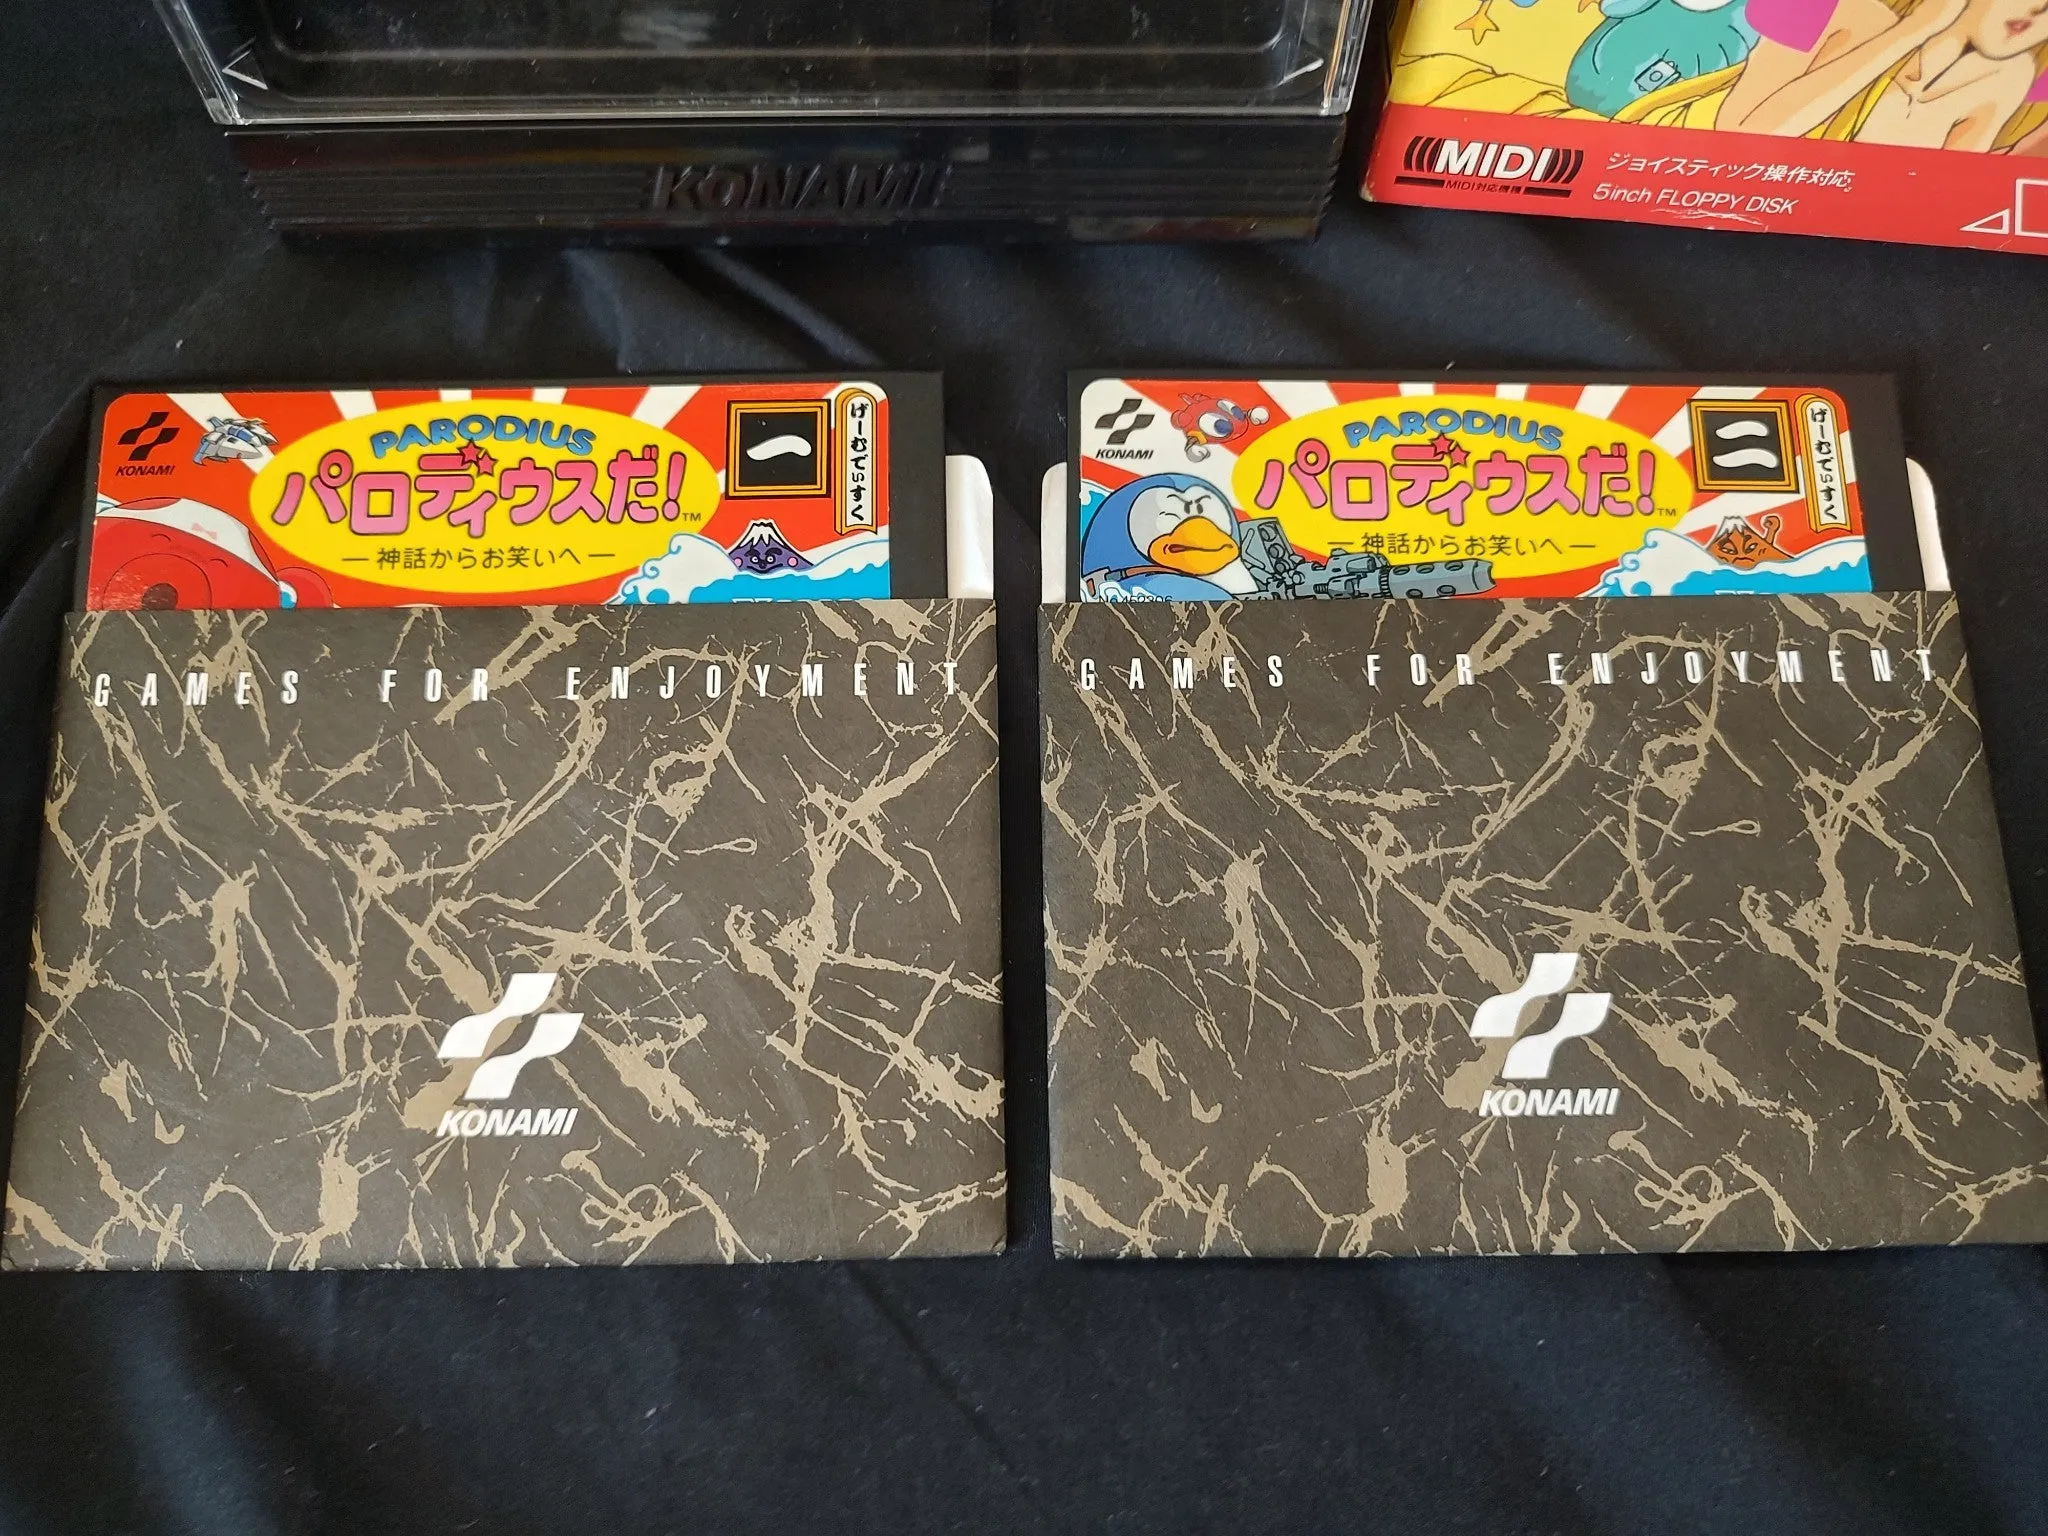 KONAMI
MIDI
MIDI対応機種
ジョイスティック操作対応
5inch FLOPPY DISK
KONAMI
PARODIUS
パロディウスだ!
TM
―神話からお笑いへ―
一
げーむでぃすく
KONAMI
PARODIUS
パロディウスだ!
TM
―神話からお笑いへ―
二
げーむでぃすく
GAMES FOR ENJOYMENT
KONAMI
GAMES FOR ENJOYMENT
KONAMI